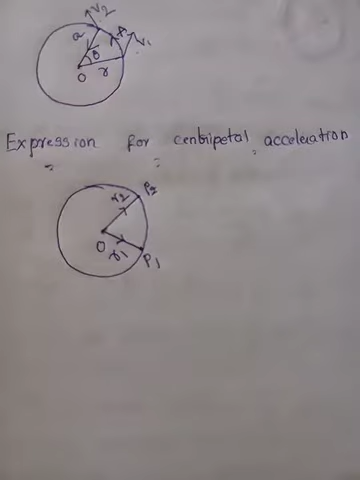 V2
a
x
V1
θ
O
r
Expression for centripetal acceleration
r2
P2
O
r1
P1